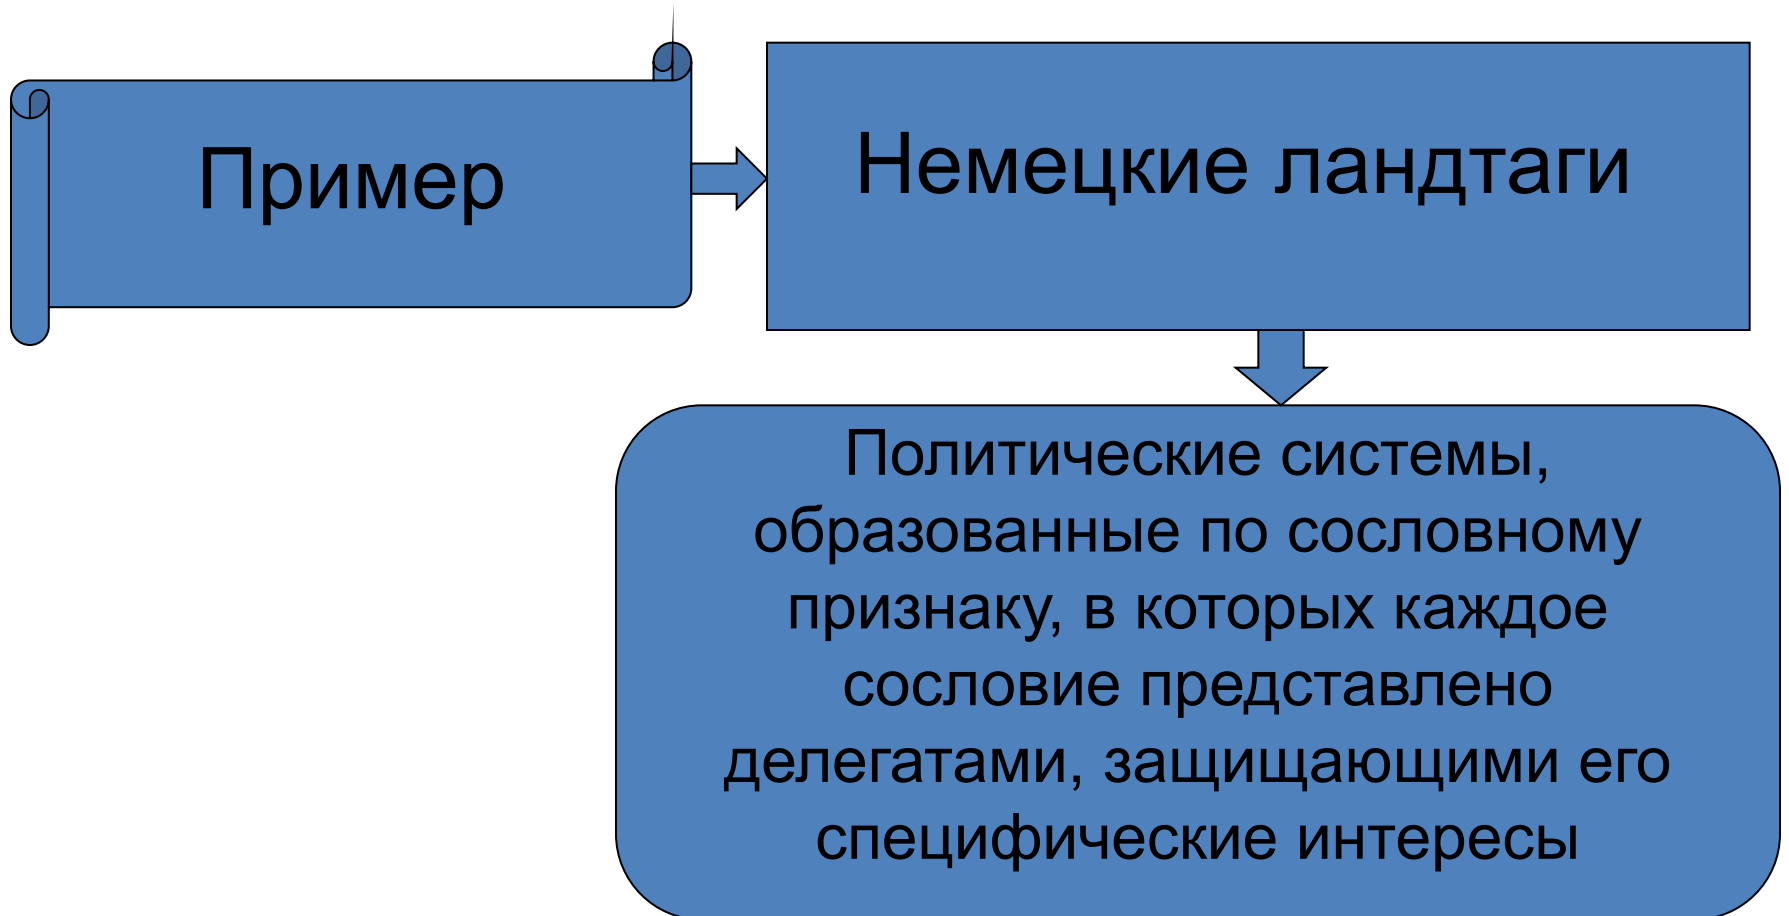 Пример
Немецкие ландтаги
Политические системы,
образованные по сословному
признаку, в которых каждое
сословие представлено
делегатами, защищающими его
специфические интересы